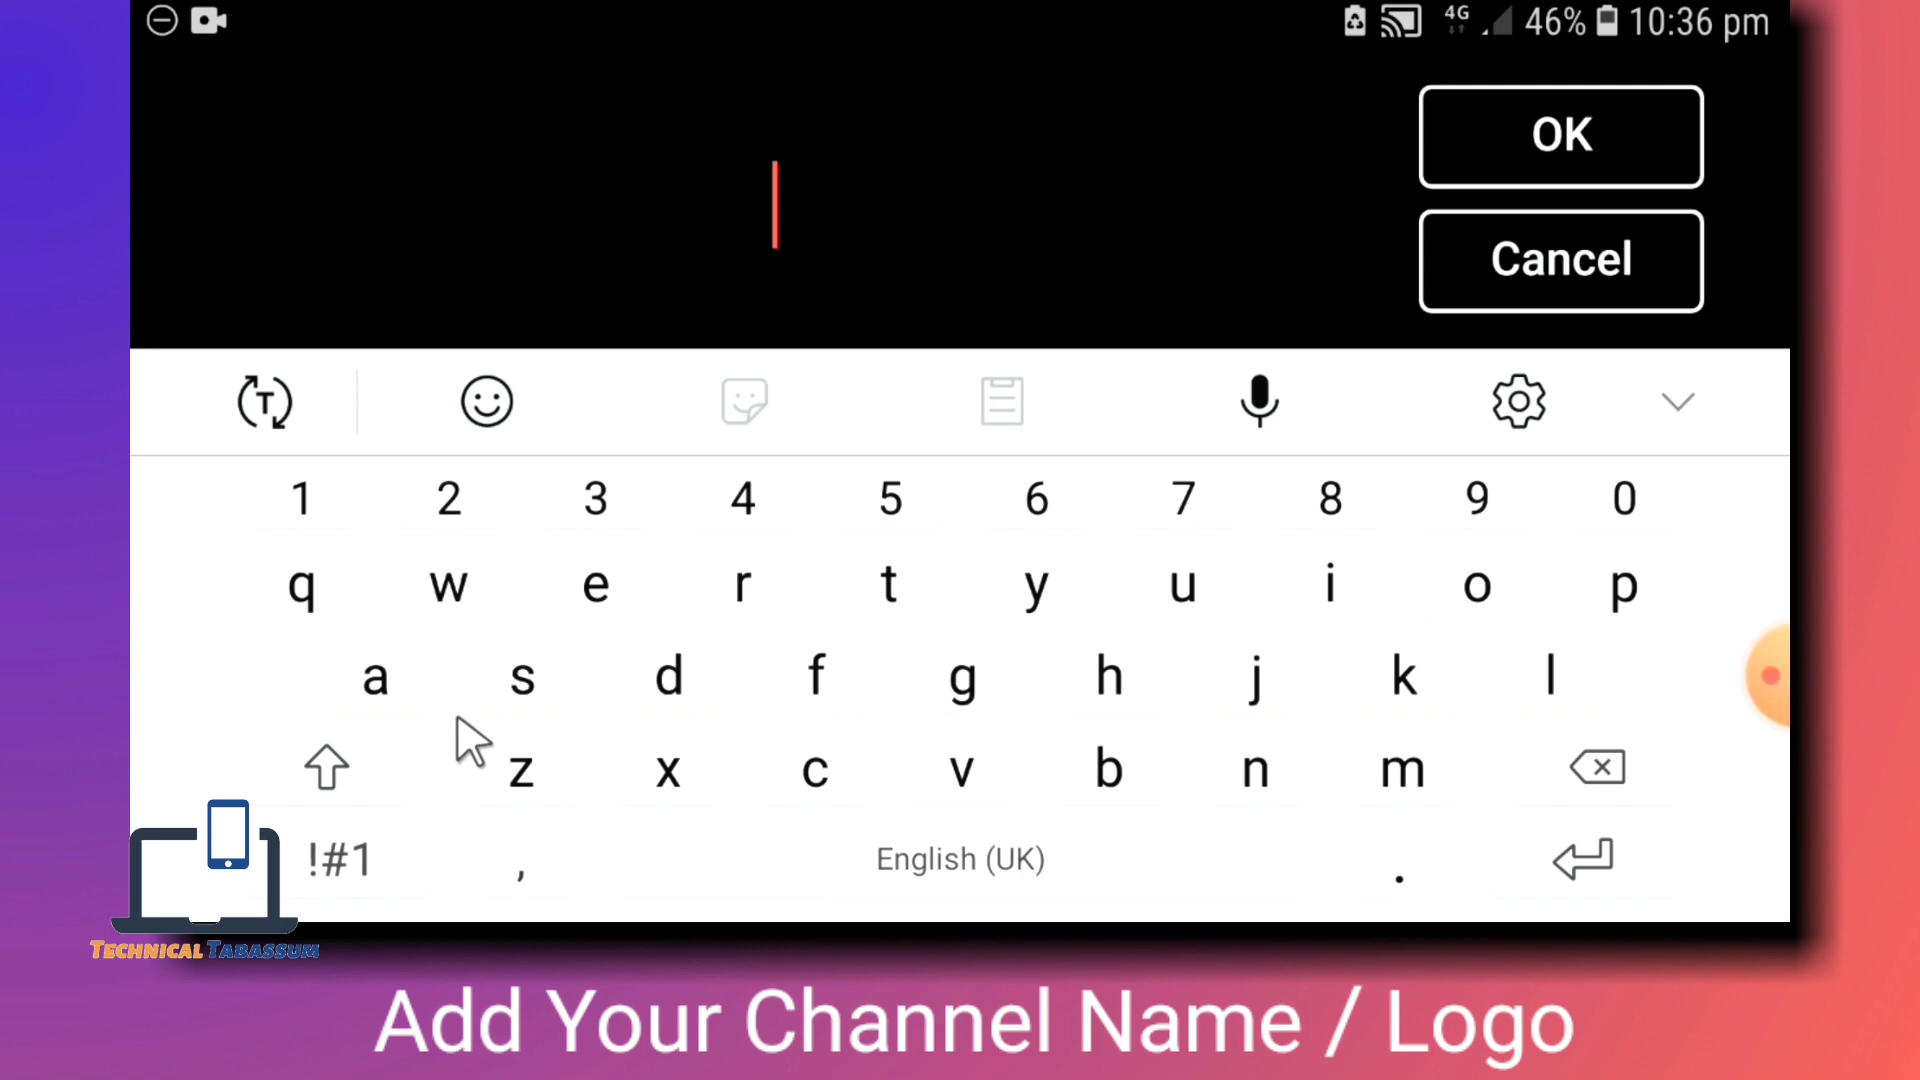 4G 46% 10:36 pm
OK
Cancel
T
1 2 3 4 5 6 7 8 9 0
q w e r t y u i o p
a s d f g h j k l
z x c v b n m
!#1 , English (UK) .
TECHNICAL TABASSUM
Add Your Channel Name / Logo